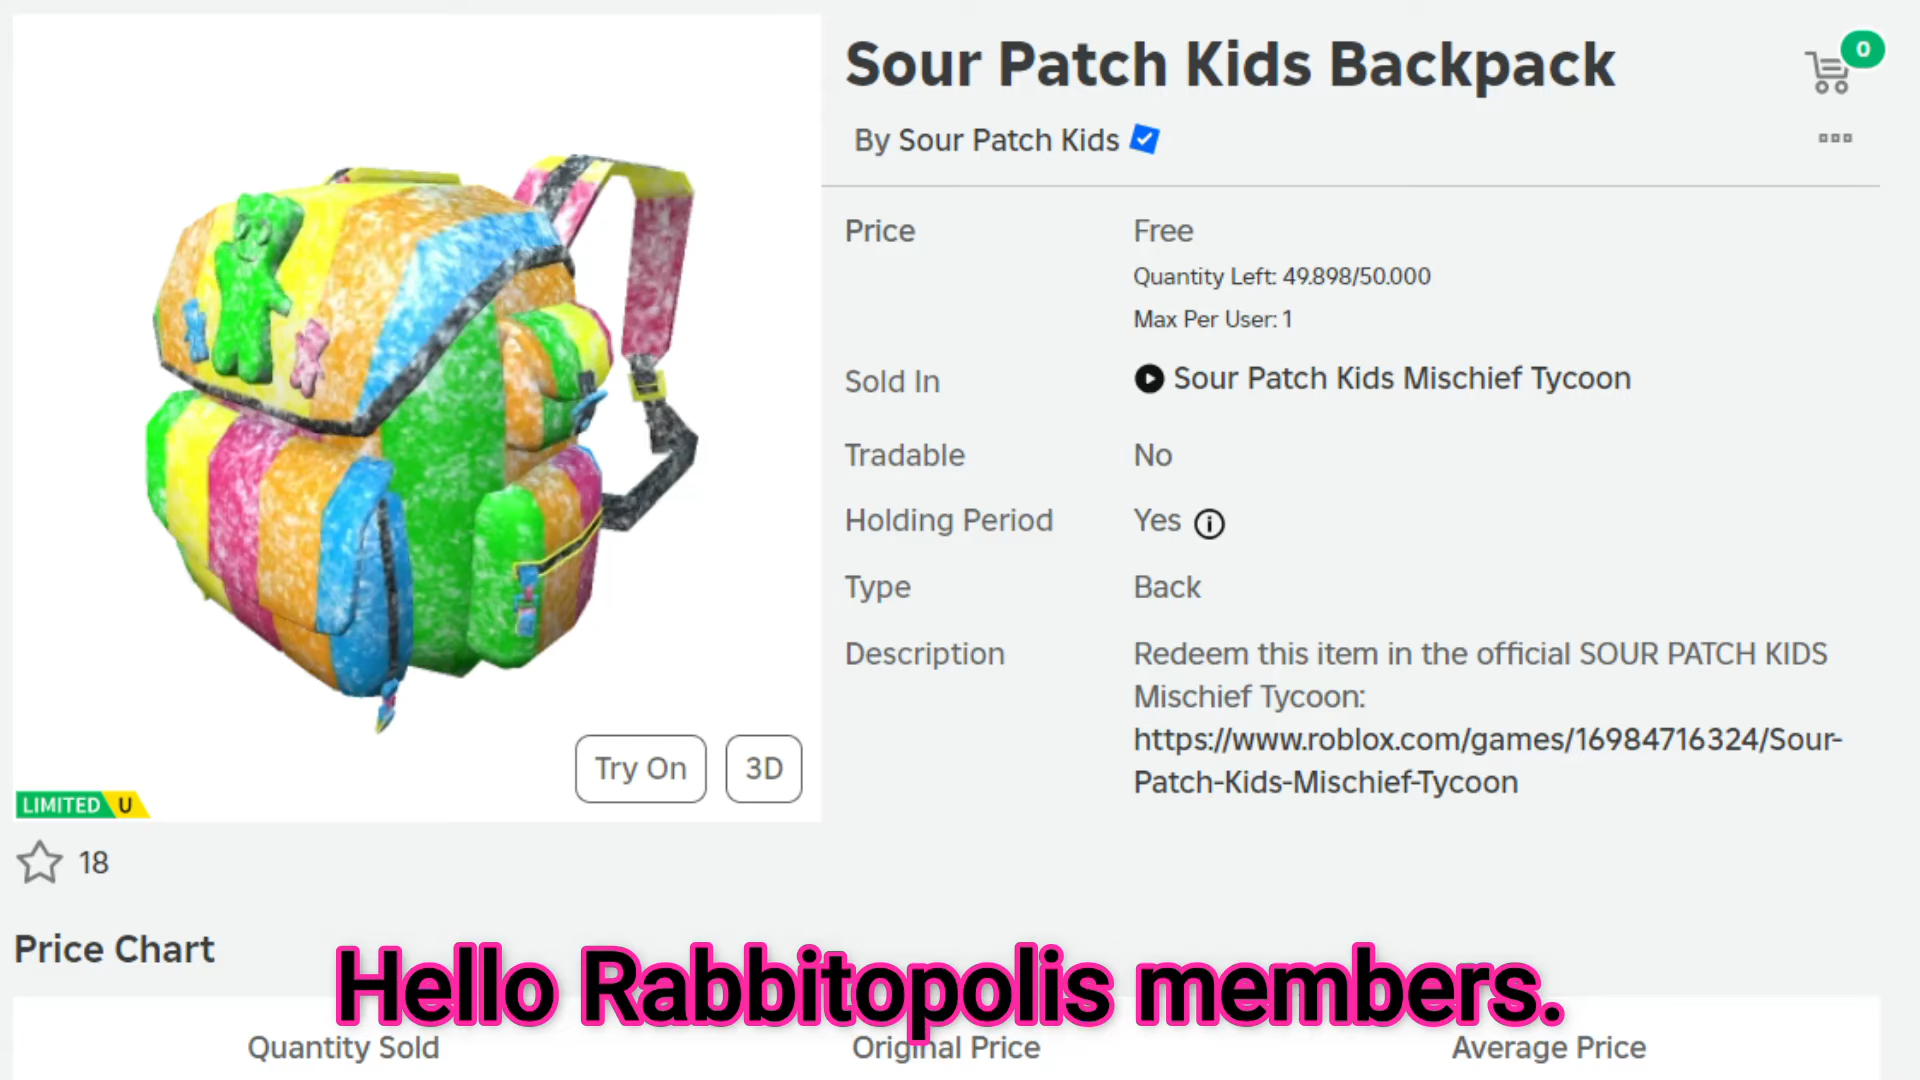 Sour Patch Kids Backpack
0
By Sour Patch Kids
Price
Free
Quantity Left: 49.898/50.000
Max Per User: 1
Sold In
Sour Patch Kids Mischief Tycoon
Tradable
No
Holding Period
Yes
Type
Back
Description
Redeem this item in the official SOUR PATCH KIDS
Mischief Tycoon:
https://www.roblox.com/games/16984716324/Sour-
Patch-Kids-Mischief-Tycoon
Try On
3D
LIMITED U
18
Price Chart
Hello Rabbitopolis members.
Quantity Sold
Original Price
Average Price